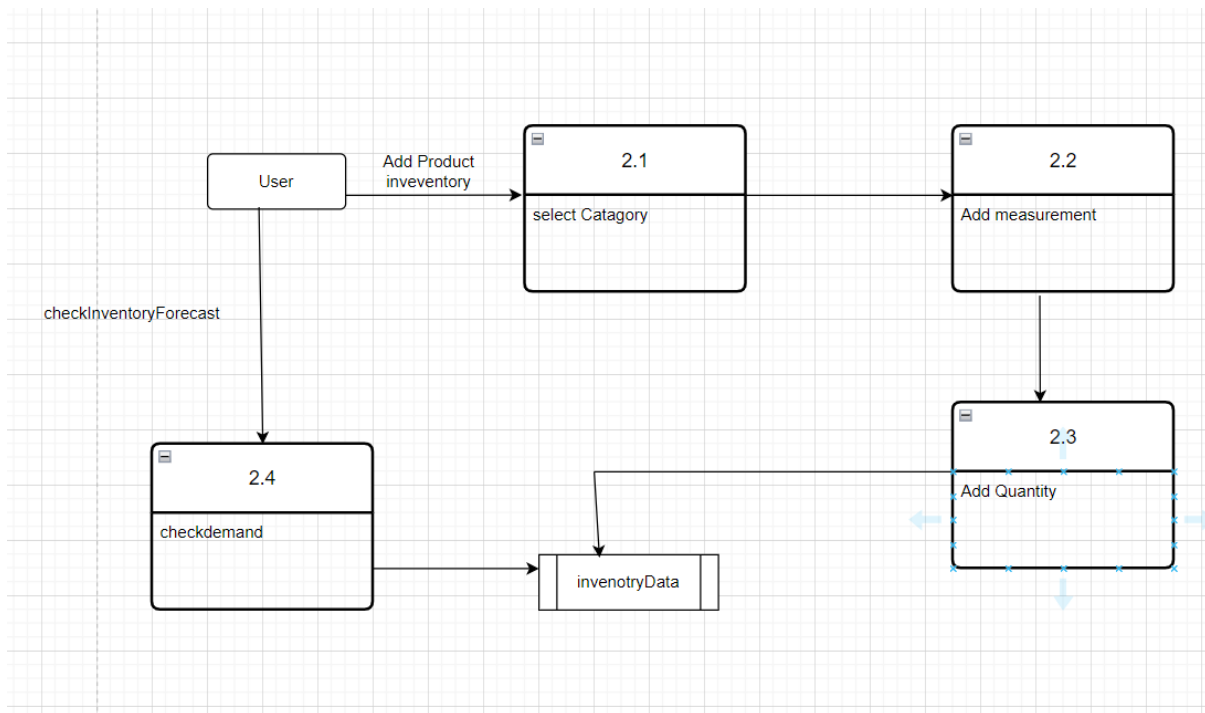 Add Product
inveventory
User
2.1
select Catagory
2.2
Add measurement
checkInventoryForecast
2.3
Add Quantity
2.4
checkdemand
invenotryData